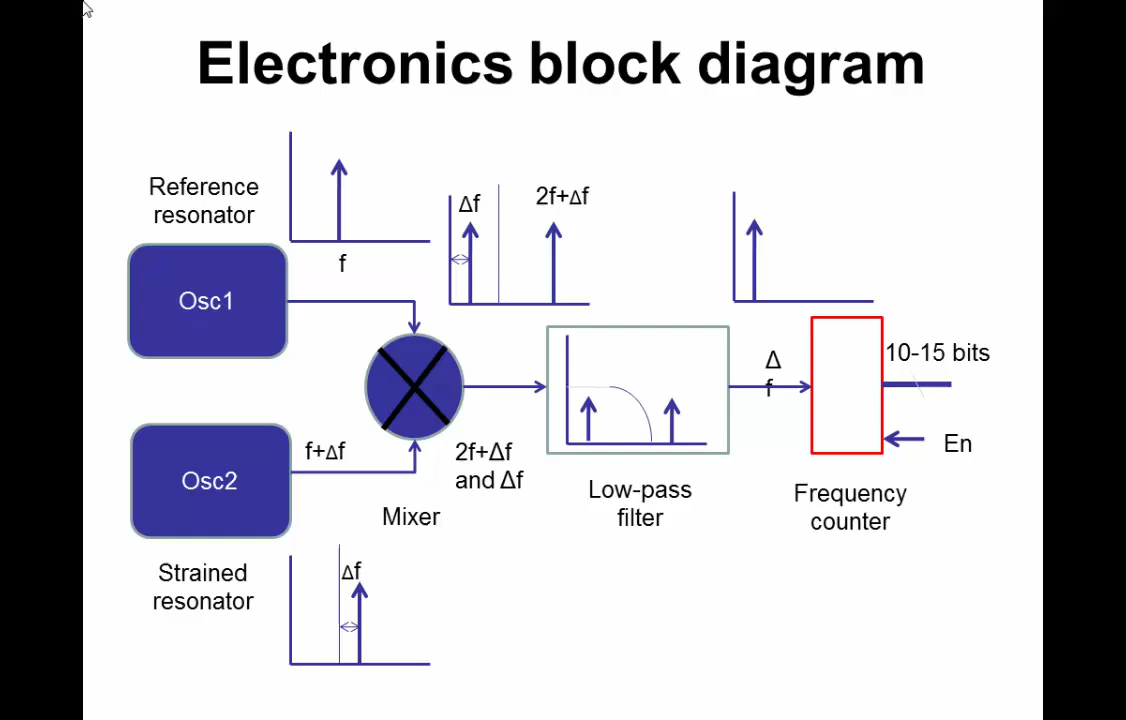 Electronics block diagram
Reference
resonator
f
Δf
2f+Δf
Osc1
Δ
f
10-15 bits
En
Osc2
f+Δf
2f+Δf
and Δf
Mixer
Low-pass
filter
Frequency
counter
Strained
resonator
Δf